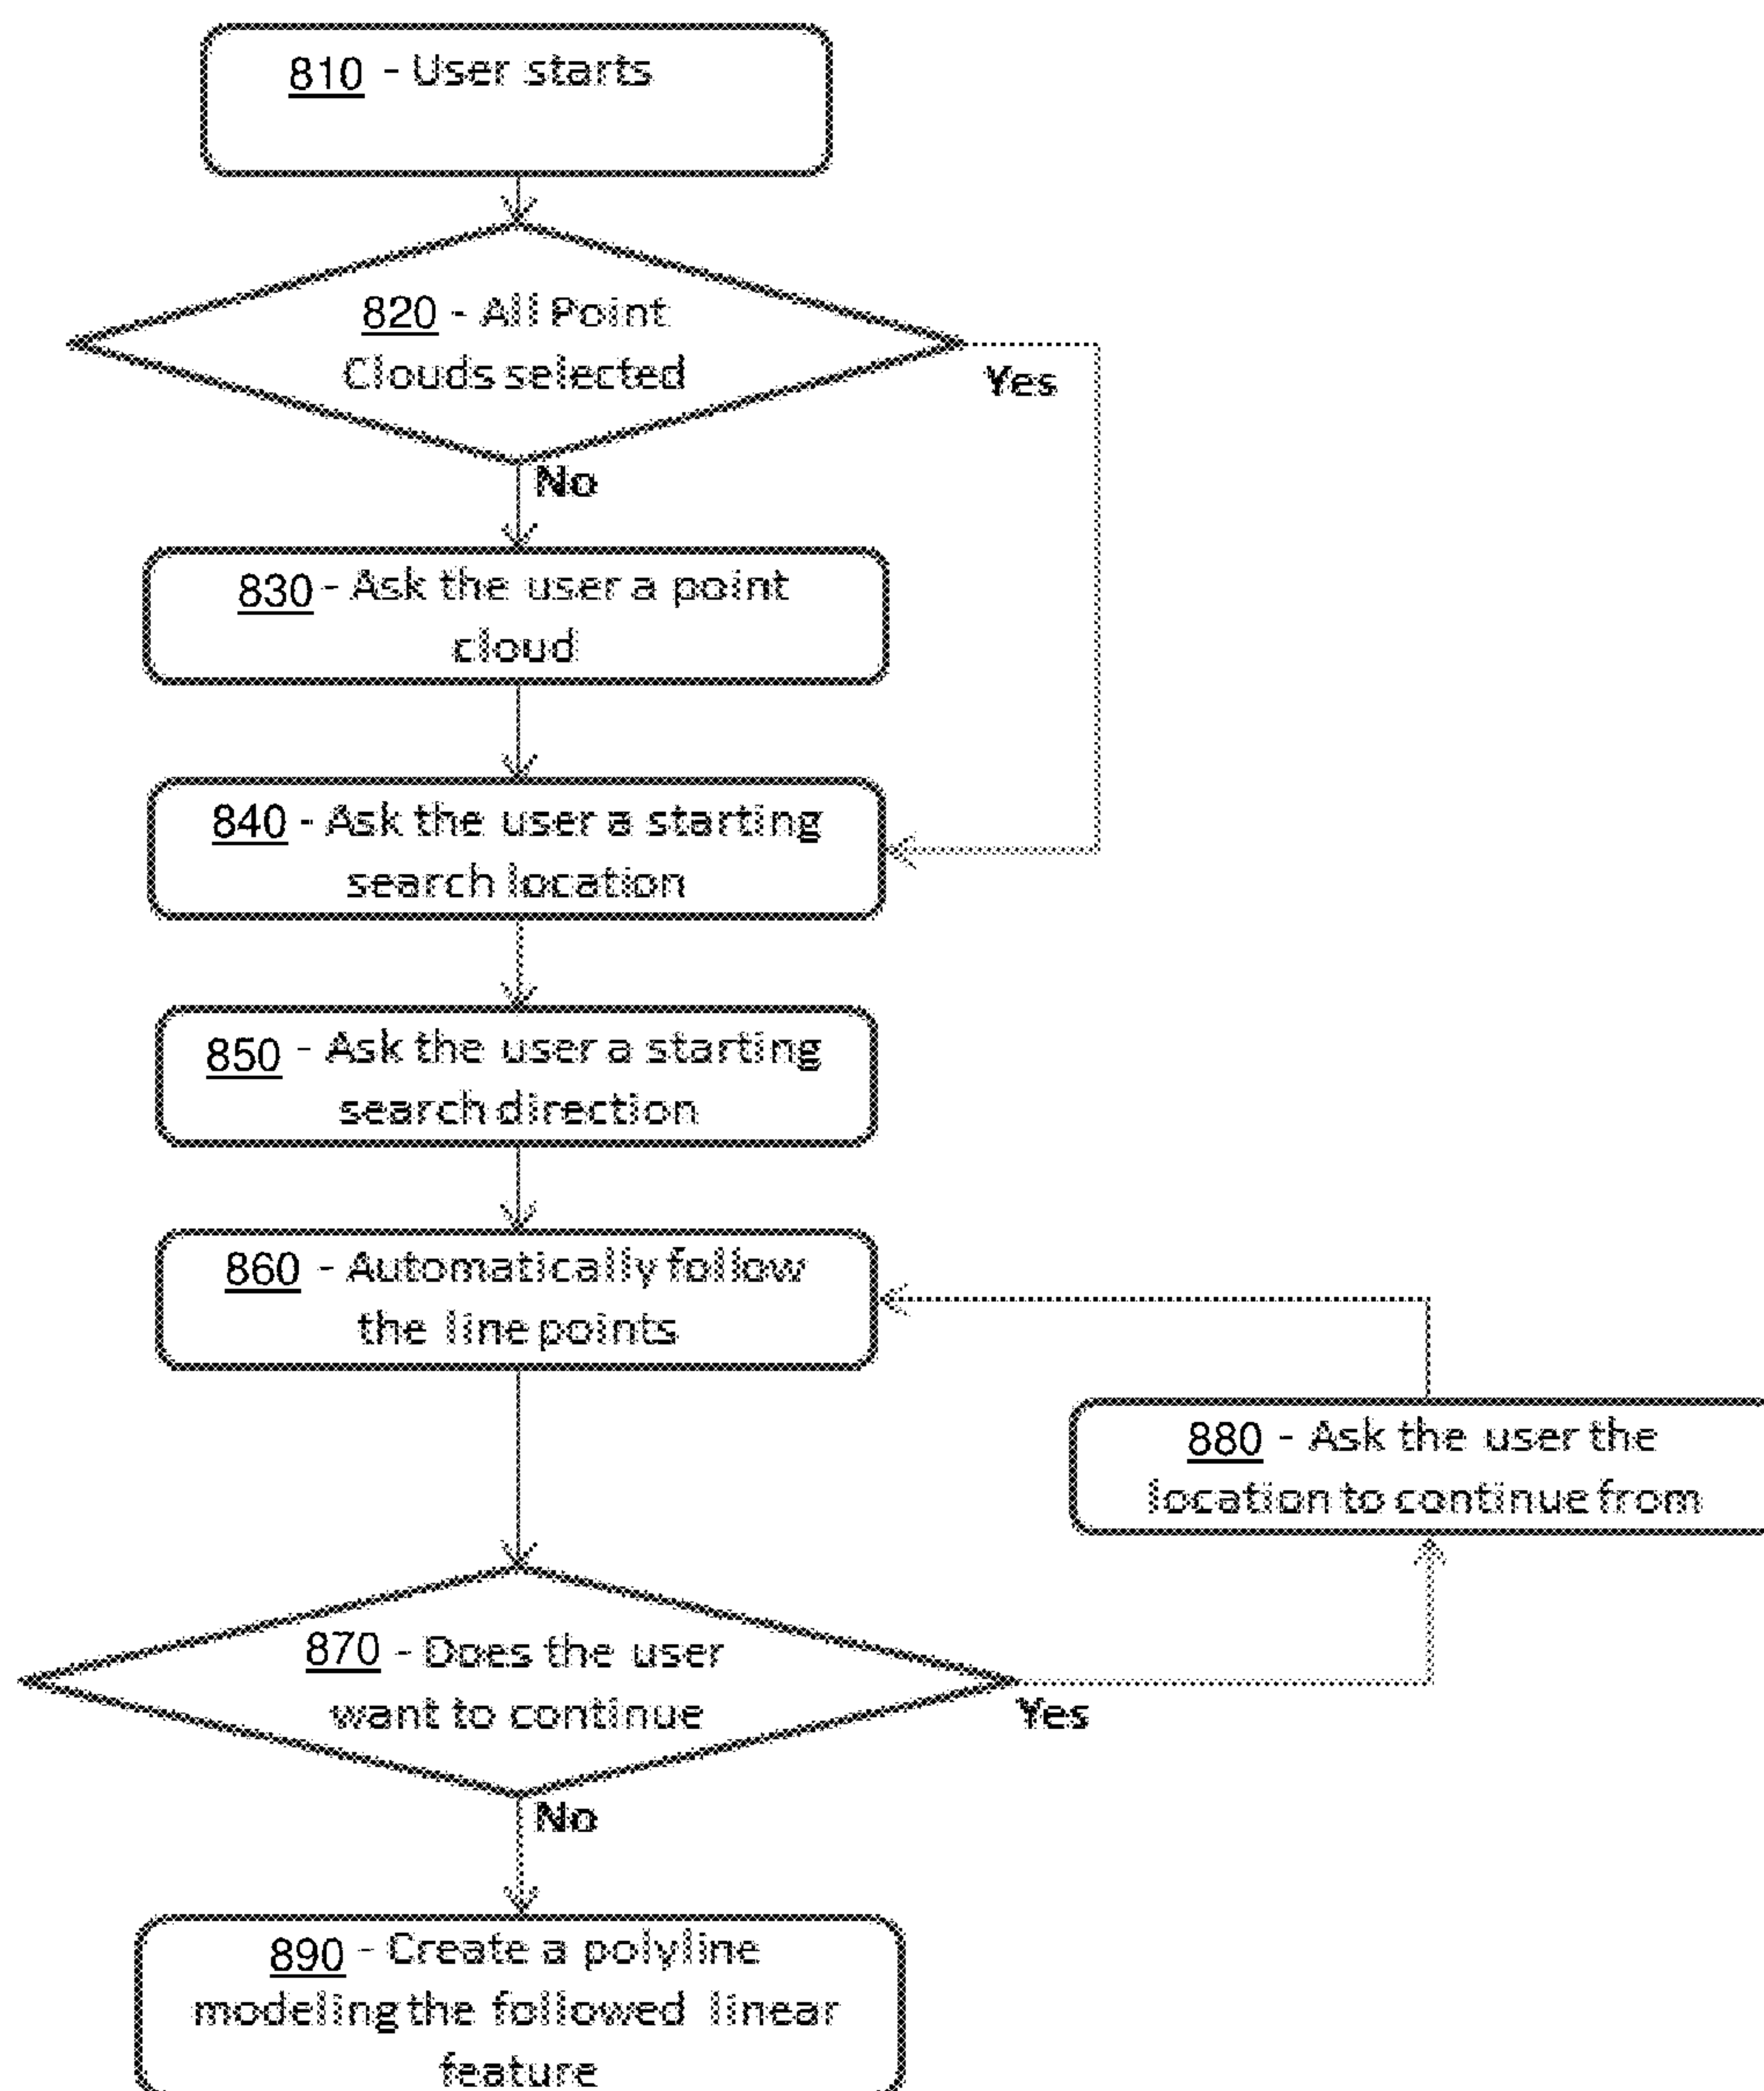 810 - User starts
820 - All Point
Clouds selected
Yes
No
830 - Ask the user a point
cloud
840 - Ask the user a starting
search location
850 - Ask the user a starting
search direction
860 - Automatically follow
the line points
880 - Ask the user the
location to continue from
870 - Does the user
want to continue
Yes
No
890 - Create a polyline
modeling the followed linear
feature